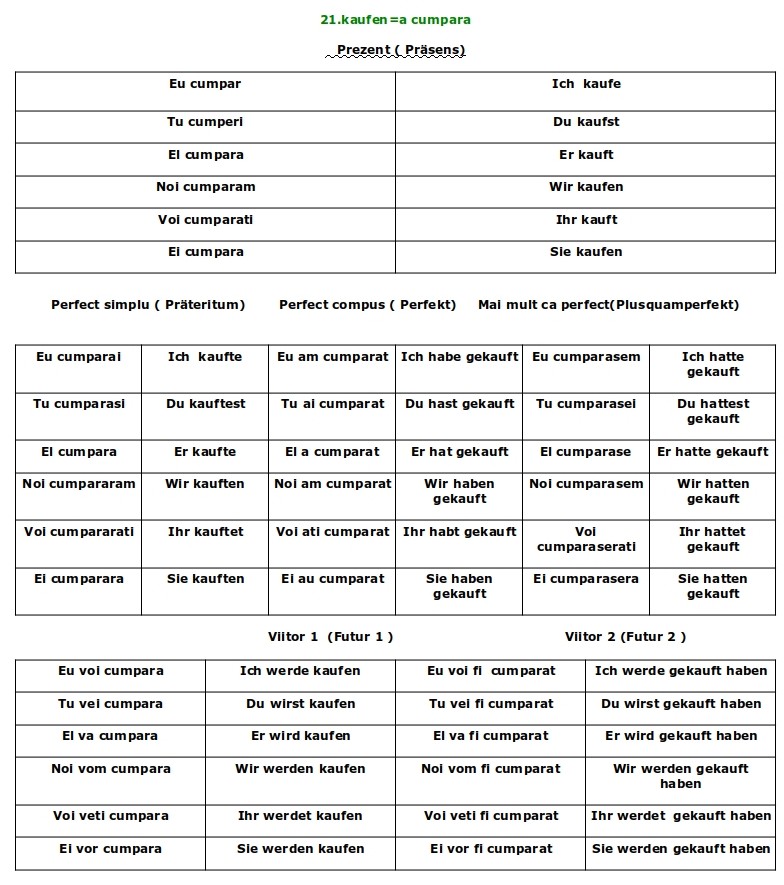 21.kaufen=a cumpara
Prezent ( Präsens)
Eu cumpar Ich kaufe
Tu cumperi Du kaufst
El cumpara Er kauft
Noi cumparam Wir kaufen
Voi cumparati Ihr kauft
Ei cumpara Sie kaufen
Perfect simplu ( Präteritum) Perfect compus ( Perfekt) Mai mult ca perfect(Plusquamperfekt)
Eu cumparai Ich kaufte Eu am cumparat Ich habe gekauft Eu cumparasem Ich hatte
gekauft
Tu cumparasi Du kauftest Tu ai cumparat Du hast gekauft Tu cumparasei Du hattest
gekauft
El cumpara Er kaufte El a cumparat Er hat gekauft El cumparase Er hatte gekauft
Noi compararam Wir kauften Noi am cumparat Wir haben
gekauft
Noi cumparasem Wir hatten
gekauft
Voi cumpararati Ihr kauftet Voi ati cumparat Ihr habt gekauft Voi
cumparaserati
Ihr hattet
gekauft
Ei cumparara Sie kauften Ei au cumparat Sie haben
gekauft
Ei cumparasera Sie hatten
gekauft
Viitor 1 (Futur 1 ) Viitor 2 (Futur 2 )
Eu voi cumpara Ich werde kaufen Eu voi fi cumparat Ich werde gekauft haben
Tu vei cumpara Du wirst kaufen Tu vei fi cumparat Du wirst gekauft haben
El va cumpara Er wird kaufen El va fi cumparat Er wird gekauft haben
Noi vom cumpara Wir werden kaufen Noi vom fi cumparat Wir werden gekauft
haben
Voi veti cumpara Ihr werdet kaufen Voi veti fi cumparat Ihr werdet gekauft haben
Ei vor cumpara Sie werden kaufen Ei vor fi cumparat Sie werden gekauft haben